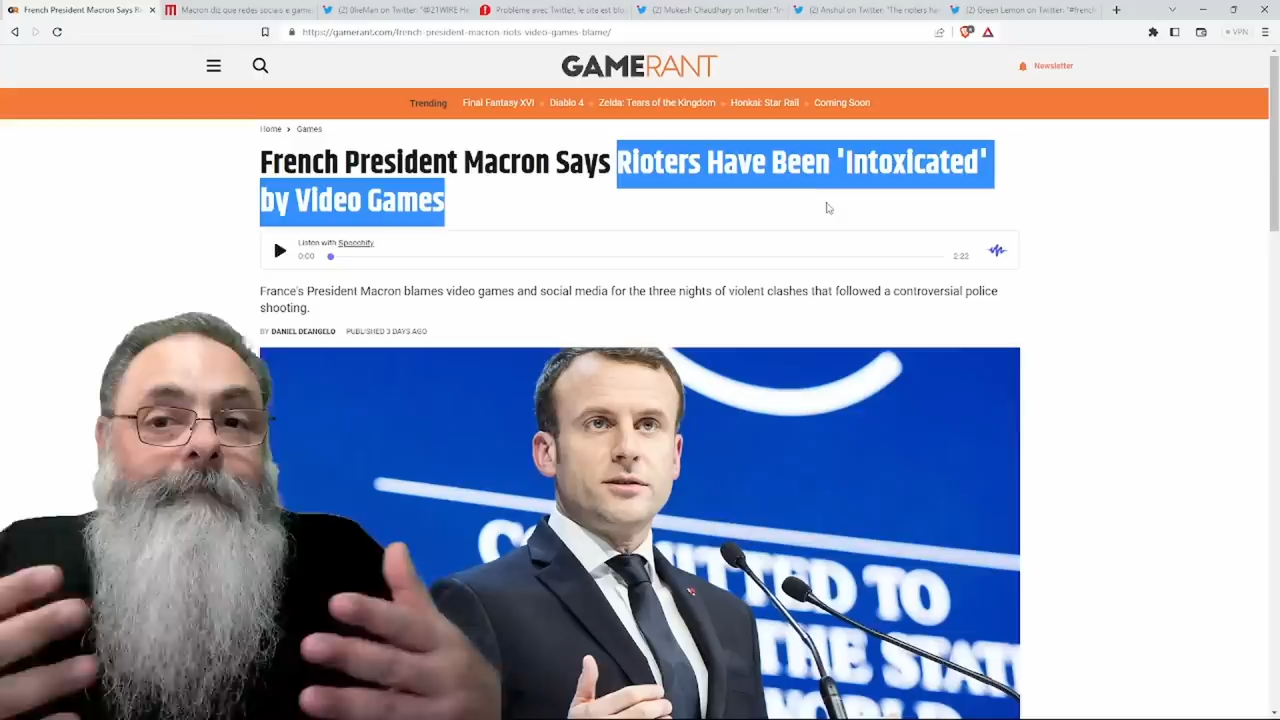 French President Macron Says Ri
Macron diz que redes sociais e game
(2) 0lieMan on Twitter: "@21WIRE He
Problème avec Twitter, le site est blo
(2) Mukesh Chaudhary on Twitter: "In
(2) Anshul on Twitter: "The rioters har
(2) Green Lemon on Twitter: "#french
https://gamerant.com/french-president-macron-riots-video-games-blame/
VPN
GAMERANT
Newsletter
Trending Final Fantasy XVI Diablo 4 Zelda: Tears of the Kingdom Honkai: Star Rail Coming Soon
Home > Games
French President Macron Says Rioters Have Been 'Intoxicated'
by Video Games
Listen with Speechify
0:00 2:22
France's President Macron blames video games and social media for the three nights of violent clashes that followed a controversial police
shooting.
BY DANIEL DEANGELO PUBLISHED 3 DAYS AGO
TO
THE STAT
WORLD